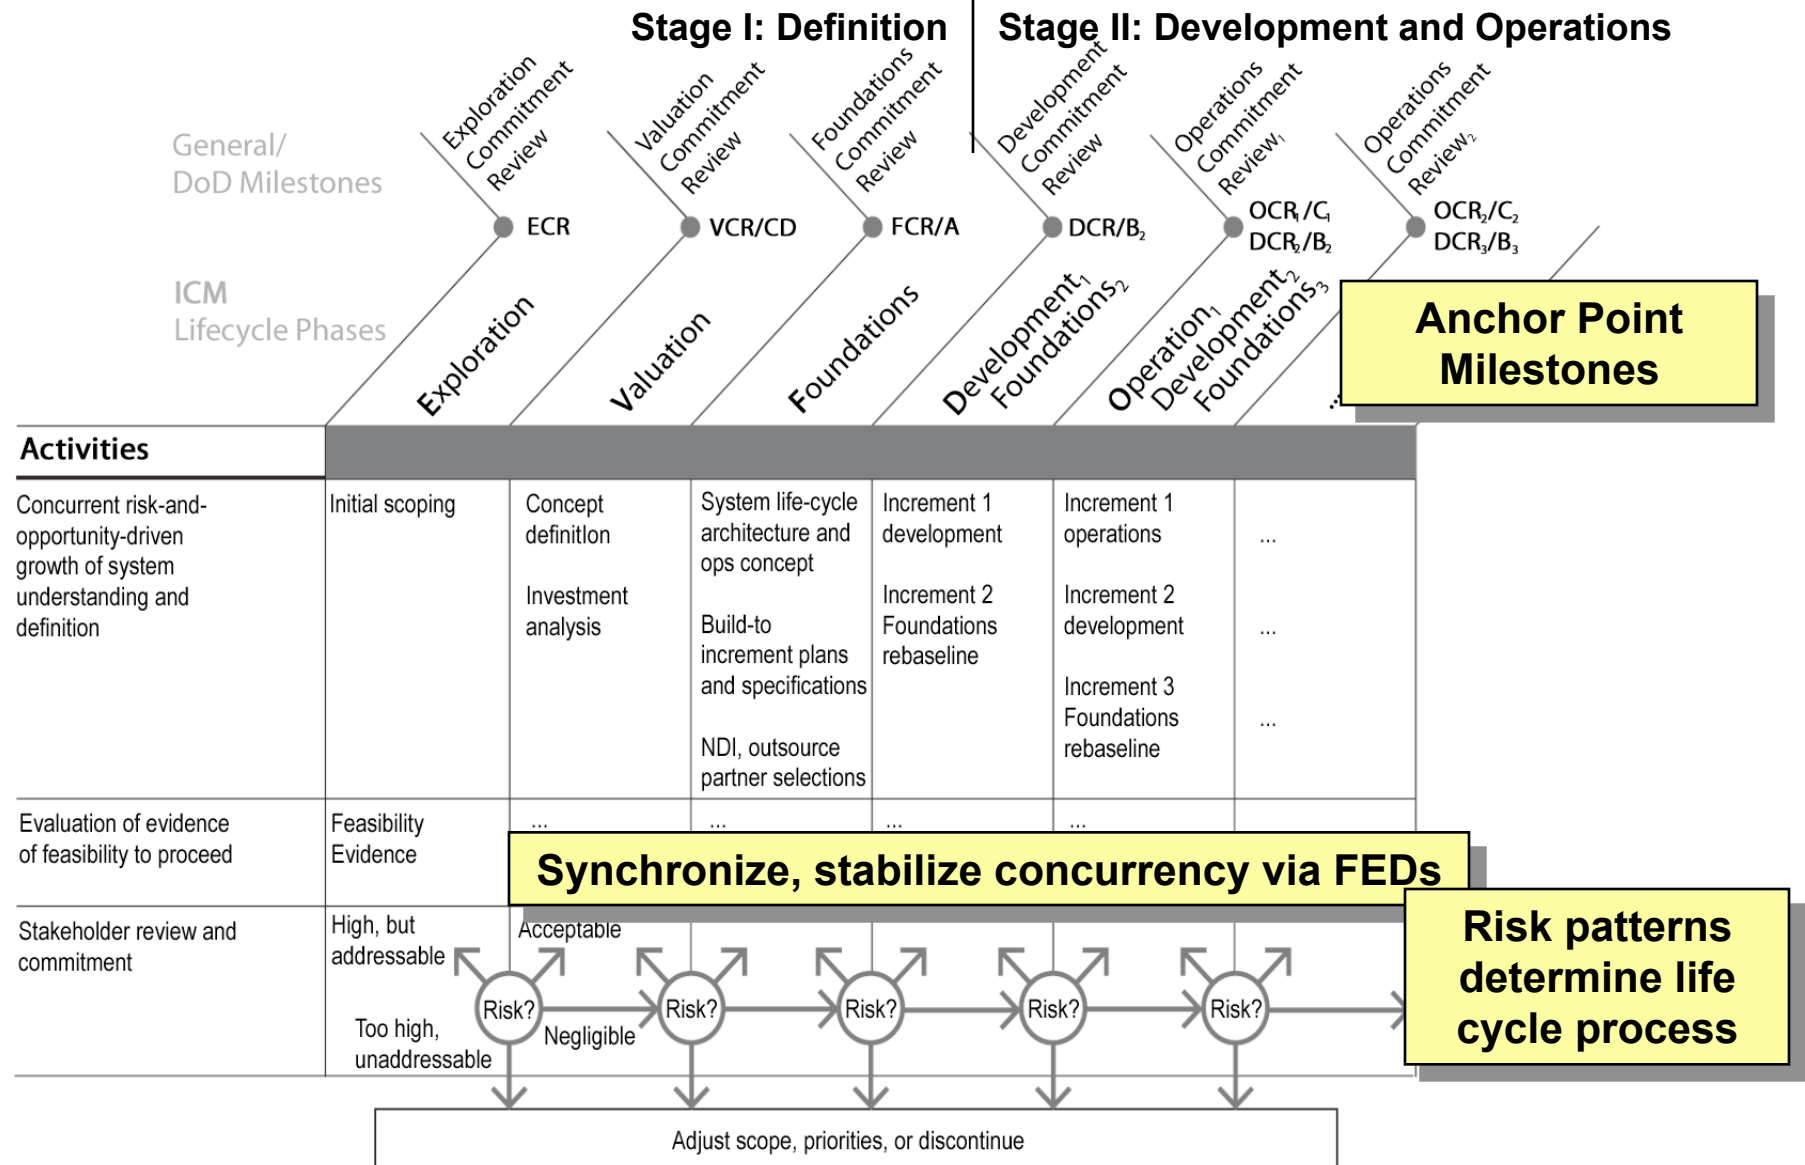 Stage I: Definition
Stage II: Development and Operations
Exploration
Commitment
Review
Valuation
Commitment
Review
Foundations
Commitment
Review
Development
Commitment
Review
Operations
Commitment
Review₁
Operations
Commitment
Review₂
General/
DoD Milestones
ECR
VCR/CD
FCR/A
DCR/B₂
OCR₁/C₁
DCR₂/B₂
OCR₂/C₂
DCR₃/B₃
ICM
Lifecycle Phases
Exploration
Valuation
Foundations
Development₁
Foundations₂
Operation₁
Development₂
Foundations₃
...
Anchor Point
Milestones
Activities
Concurrent risk-and-
opportunity-driven
growth of system
understanding and
definition
Initial scoping
Concept
definitIon
Investment
analysis
System life-cycle
architecture and
ops concept
Build-to
increment plans
and specifications
NDI, outsource
partner selections
Increment 1
development
Increment 2
Foundations
rebaseline
Increment 1
operations
Increment 2
development
Increment 3
Foundations
rebaseline
...
...
...
Evaluation of evidence
of feasibility to proceed
Feasibility
Evidence
...
...
...
...
Synchronize, stabilize concurrency via FEDs
Stakeholder review and
commitment
High, but
addressable
Acceptable
Risk?
Risk?
Risk?
Risk?
Risk?
Too high,
unaddressable
Negligible
Risk patterns
determine life
cycle process
Adjust scope, priorities, or discontinue